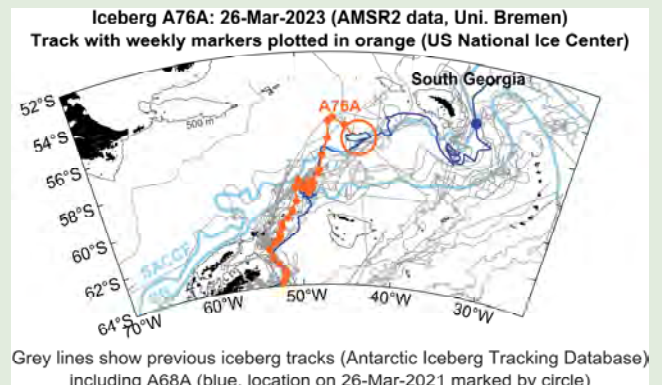 Iceberg A76A: 26-Mar-2023 (AMSR2 data, Uni. Bremen)
Track with weekly markers plotted in orange (US National Ice Center)
South Georgia
A76A
52°S
500 m
54°S
56°S
58°S
60°S
SACCF
62°S
64°S
70°W
60°W
50°W
40°W
30°W
Grey lines show previous iceberg tracks (Antarctic Iceberg Tracking Database)
including A68A (blue, location on 26-Mar-2021 marked by circle)